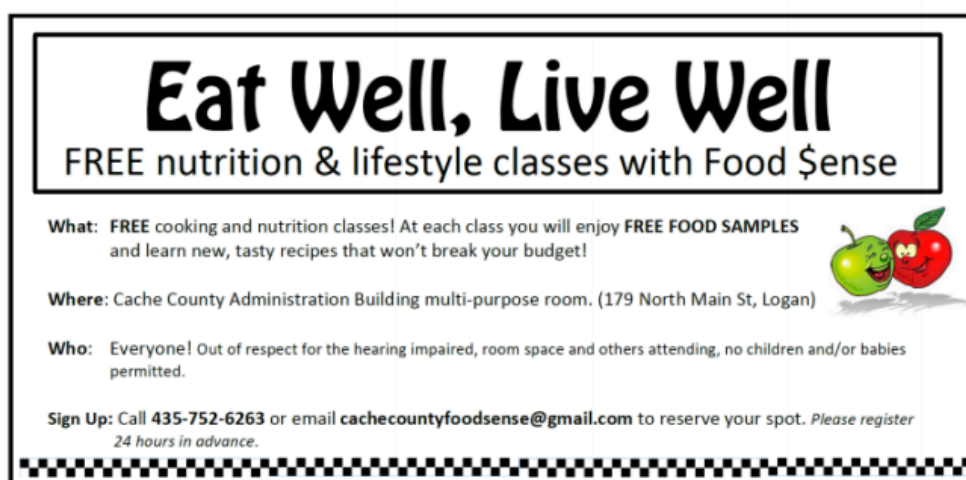 Eat Well, Live Well
FREE nutrition & lifestyle classes with Food $ense
What: FREE cooking and nutrition classes! At each class you will enjoy FREE FOOD SAMPLES
and learn new, tasty recipes that won't break your budget!
Where: Cache County Administration Building multi-purpose room. (179 North Main St, Logan)
Who: Everyone! Out of respect for the hearing impaired, room space and others attending, no children and/or babies
permitted.
Sign Up: Call 435-752-6263 or email cachecountyfoodsense@gmail.com to reserve your spot. Please register
24 hours in advance.